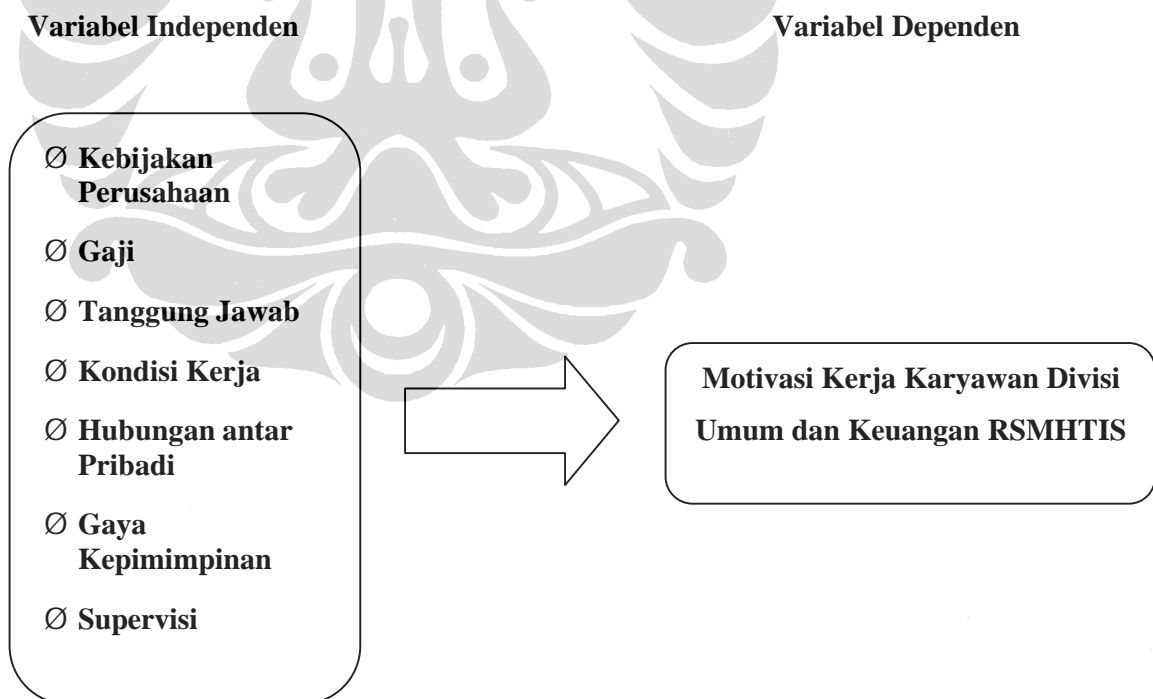 Variabel Independen
Variabel Dependen
Ø Kebijakan
Perusahaan
Ø Gaji
Ø Tanggung Jawab
Ø Kondisi Kerja
Ø Hubungan antar
Pribadi
Ø Gaya
Kepimimpinan
Ø Supervisi
Motivasi Kerja Karyawan Divisi
Umum dan Keuangan RSMHTIS